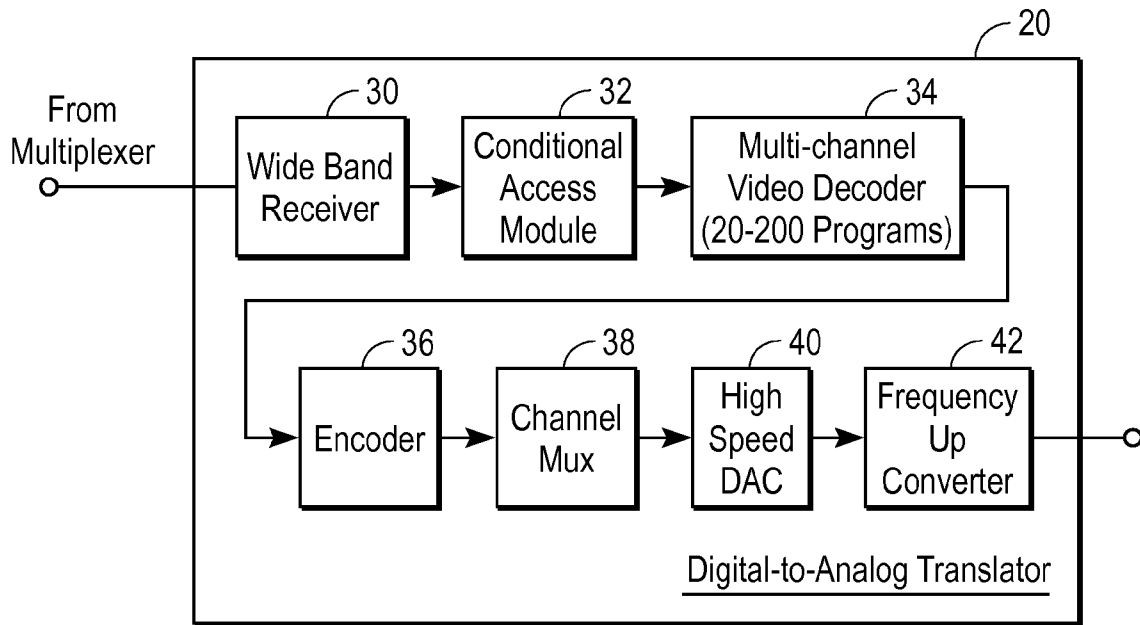 20
From
Multiplexer
30
Wide Band
Receiver
32
Conditional
Access
Module
34
Multi-channel
Video Decoder
(20-200 Programs)
36
Encoder
38
Channel
Mux
40
High
Speed
DAC
42
Frequency
Up
Converter
Digital-to-Analog Translator